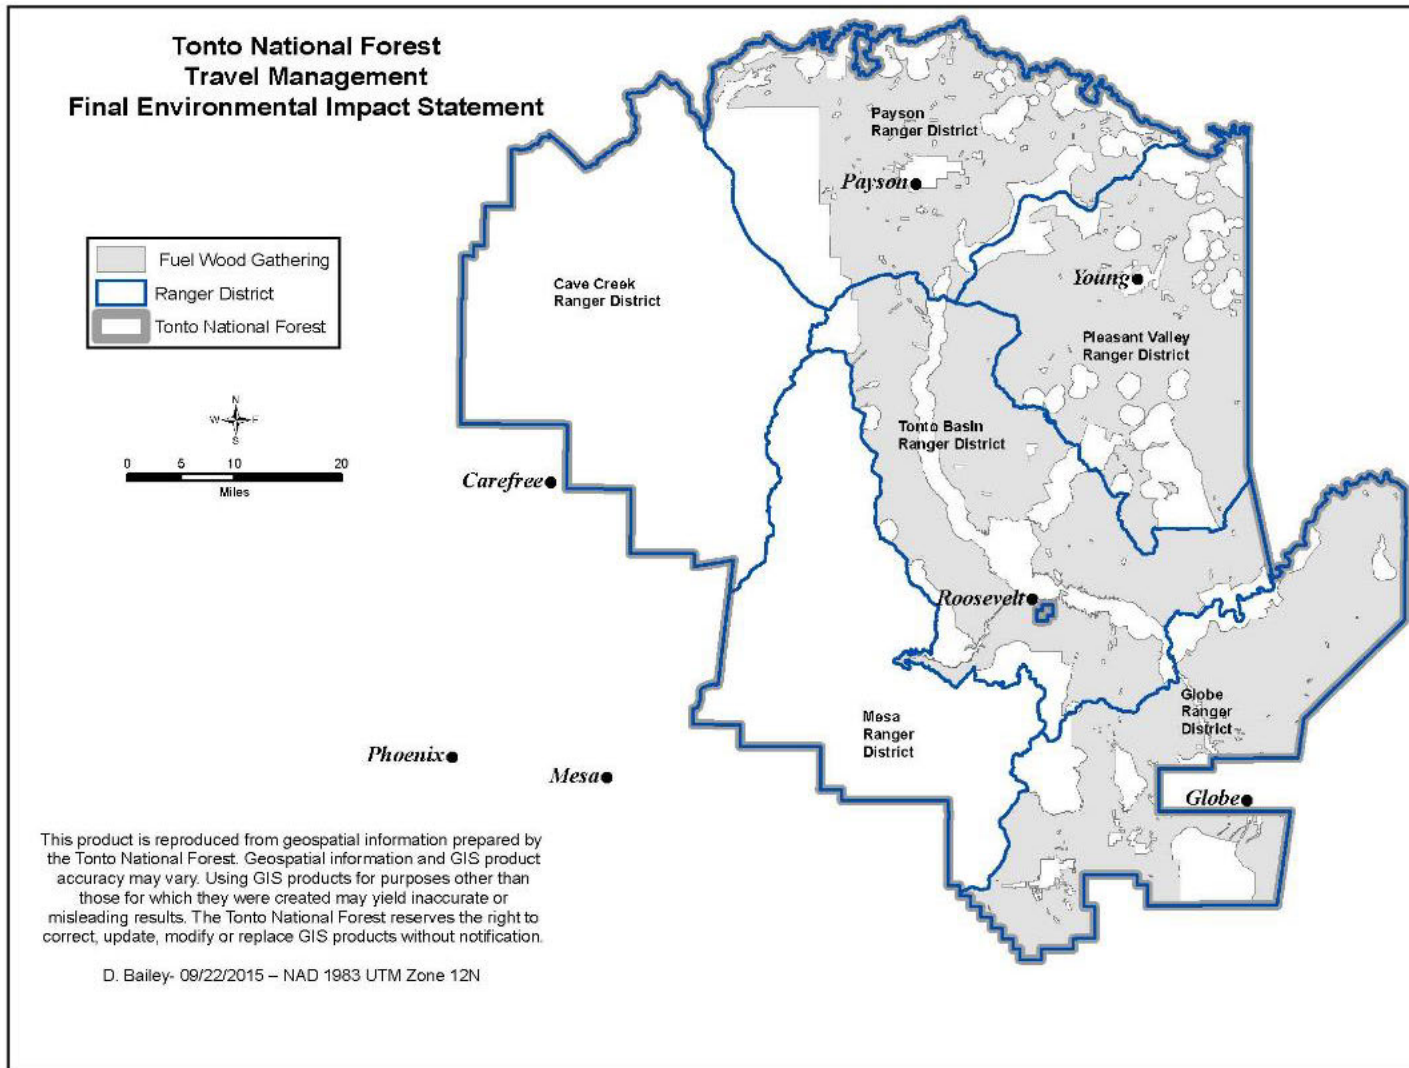 Tonto National Forest
Travel Management
Final Environmental Impact Statement
Payson
Ranger District
Payson
Fuel Wood Gathering
Ranger District
Tonto National Forest
Cave Creek
Ranger District
Young
Pleasant Valley
Ranger District
N
W E
S
0 5 10 20
Miles
Tonto Basin
Ranger District
Carefree
Roosevelt
Globe
Ranger
District
Mesa
Ranger
District
Phoenix
Mesa
Globe
This product is reproduced from geospatial information prepared by
the Tonto National Forest. Geospatial information and GIS product
accuracy may vary. Using GIS products for purposes other than
those for which they were created may yield inaccurate or
misleading results. The Tonto National Forest reserves the right to
correct, update, modify or replace GIS products without notification.
D. Bailey- 09/22/2015 – NAD 1983 UTM Zone 12N